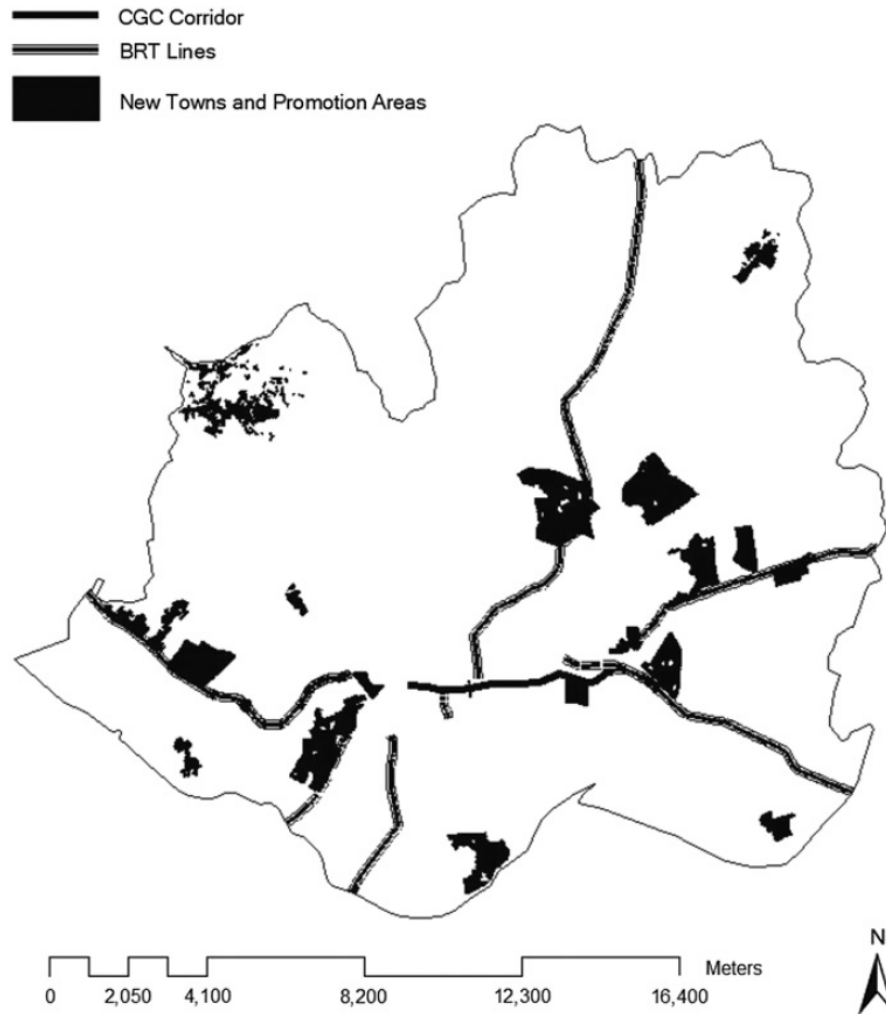 CGC Corridor
BRT Lines
New Towns and Promotion Areas
N
Meters
0 2,050 4,100 8,200 12,300 16,400